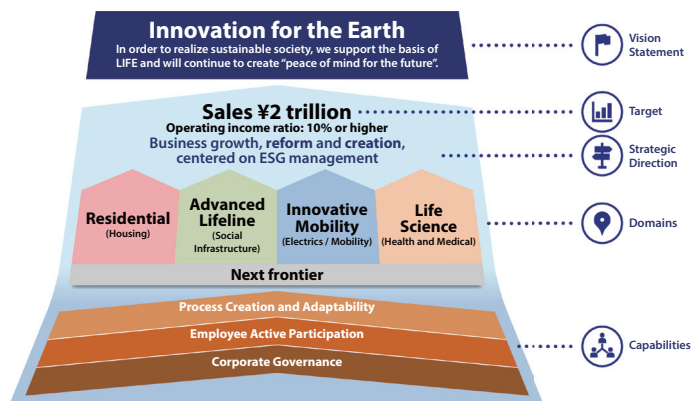 Innovation for the Earth
In order to realize sustainable society, we support the basis of
LIFE and will continue to create “peace of mind for the future”.
Vision
Statement
Sales ¥2 trillion
Target
Operating income ratio: 10% or higher
Business growth, reform and creation,
centered on ESG management
Strategic
Direction
Residential
(Housing)
Advanced
Lifeline
(Social
Infrastructure)
Innovative
Mobility
(Electrics / Mobility)
Life
Science
(Health and Medical)
Domains
Next frontier
Process Creation and Adaptability
Employee Active Participation
Corporate Governance
Capabilities